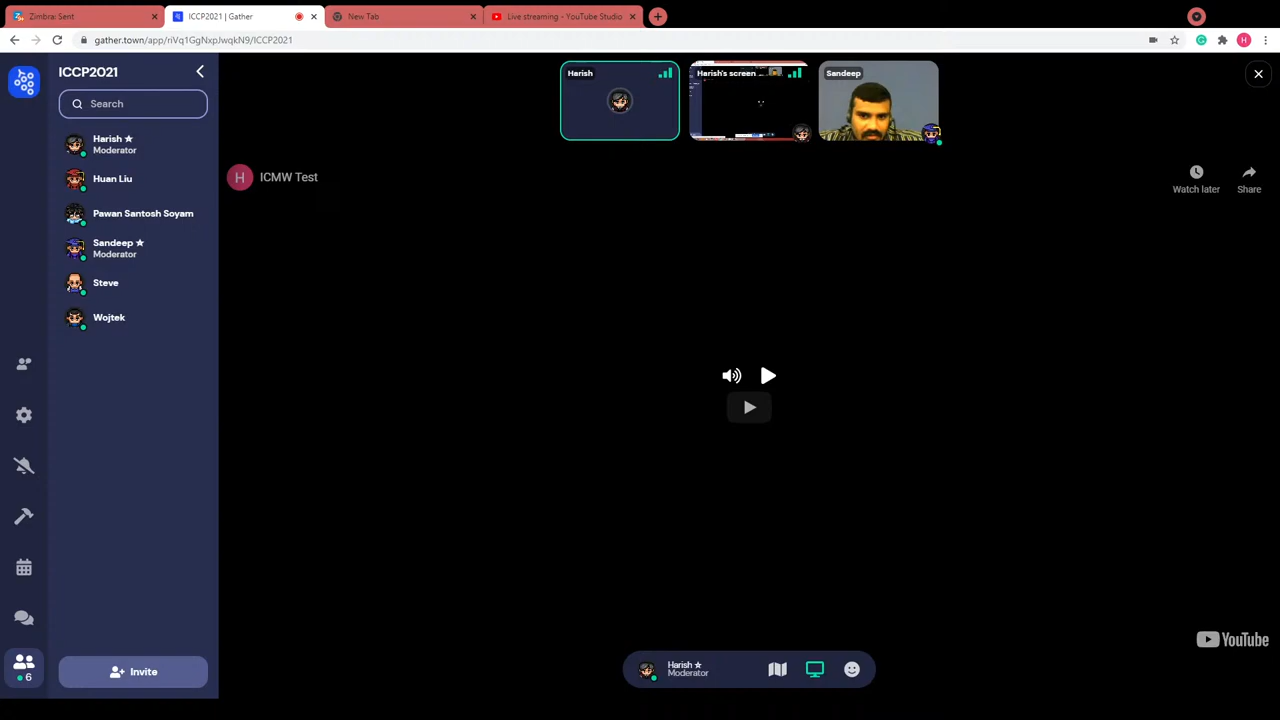 Zimbra: Sent
ICCP2021 | Gather
New Tab
Live streaming - YouTube Studio
gather.town/app/riVq1GgNxpJwqkN9/ICCP2021
H
ICCP2021
Search
Harish ★
Moderator
Huan Liu
Pawan Santosh Soyam
Sandeep ★
Moderator
Steve
Wojtek
6
Invite
Harish
Harish's screen
Sandeep
H
ICMW Test
Watch later
Share
YouTube
Harish ★
Moderator